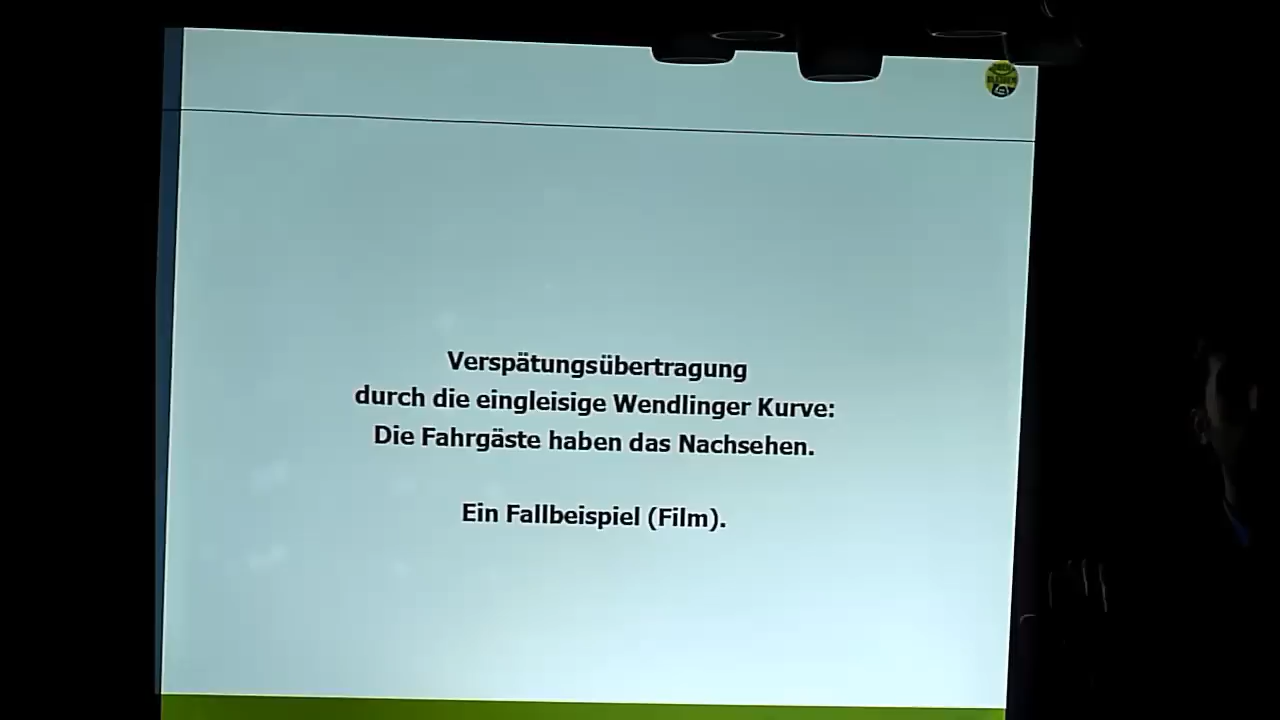 Verspätungsübertragung
durch die eingleisige Wendlinger Kurve:
Die Fahrgäste haben das Nachsehen.
Ein Fallbeispiel (Film).